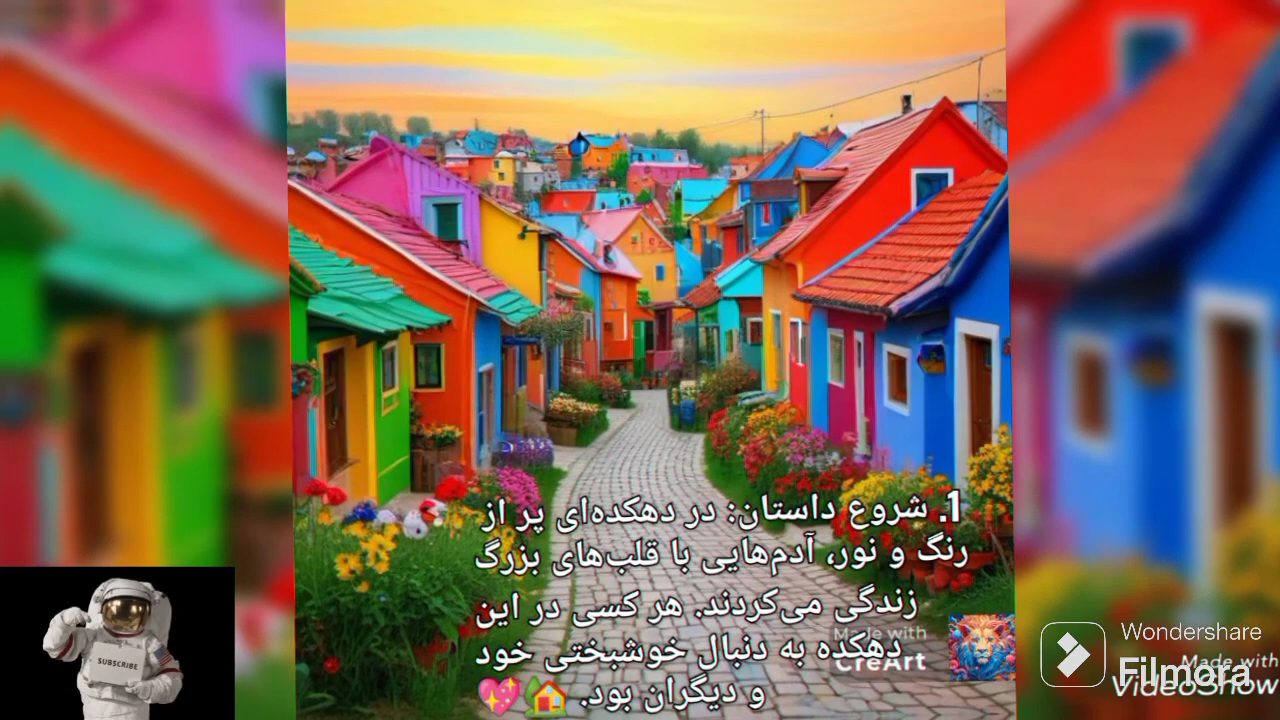 1. شروع داستان: در دهکده‌ای پر از
رنگ و نور، آدم‌هایی با قلب‌های بزرگ
زندگی می‌کردند. هر کسی در این
دهکده به دنبال خوشبختی خود
و دیگران بود. 🏡💖
Made with
CreArt
SUBSCRIBE
Wondershare
Filmora
Made with
VideoShow